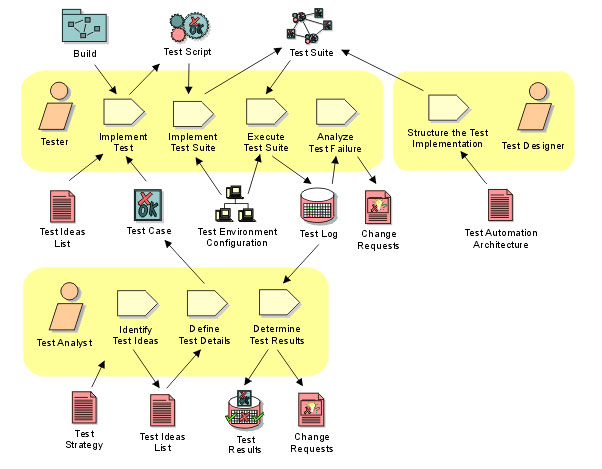 Build
Test Script
Test Suite
Tester
Implement
Test
Implement
Test Suite
Execute
Test Suite
Analyze
Test Failure
Structure the Test
Implementation
Test Designer
Test Ideas
List
OK
Test Case
Test Environment
Configuration
Test Log
Change
Requests
Test Automation
Architecture
Test Analyst
Identify
Test Ideas
Define
Test Details
Determine
Test Results
Test
Strategy
Test Ideas
List
Test
Results
Change
Requests